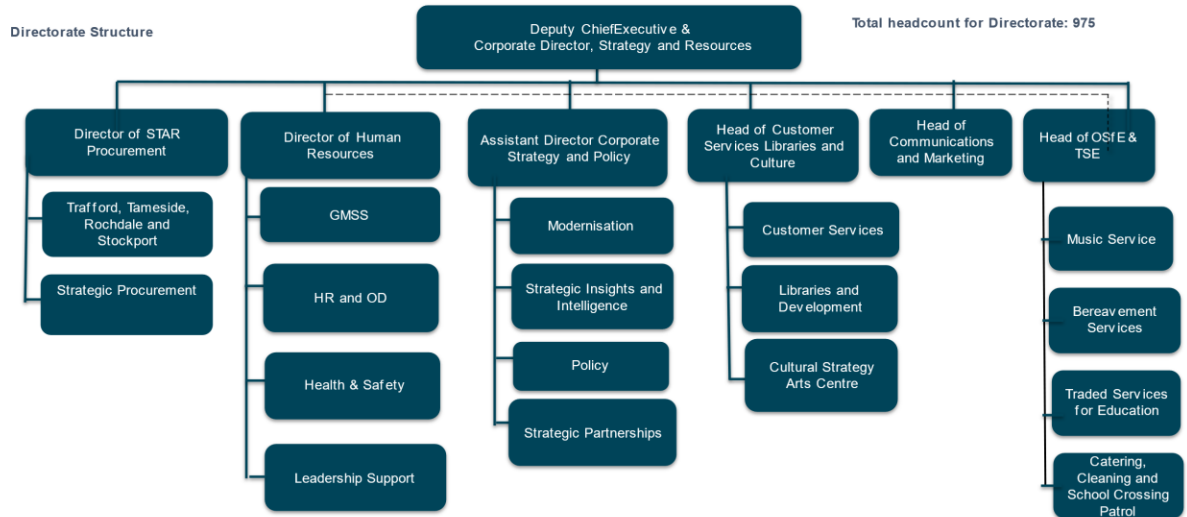 Directorate Structure
Deputy ChiefExecutive &
Corporate Director, Strategy and Resources
Total headcount for Directorate: 975
Director of STAR
Procurement
Director of Human
Resources
Assistant Director Corporate
Strategy and Policy
Head of Customer
Services Libraries and
Culture
Head of
Communications
and Marketing
Head of OSfE &
TSE
Trafford, Tameside,
Rochdale and
Stockport
Strategic Procurement
GMSS
HR and OD
Health & Safety
Leadership Support
Modernisation
Strategic Insights and
Intelligence
Policy
Strategic Partnerships
Customer Services
Libraries and
Development
Cultural Strategy
Arts Centre
Music Service
Bereavement
Services
Traded Services
for Education
Catering,
Cleaning and
School Crossing
Patrol